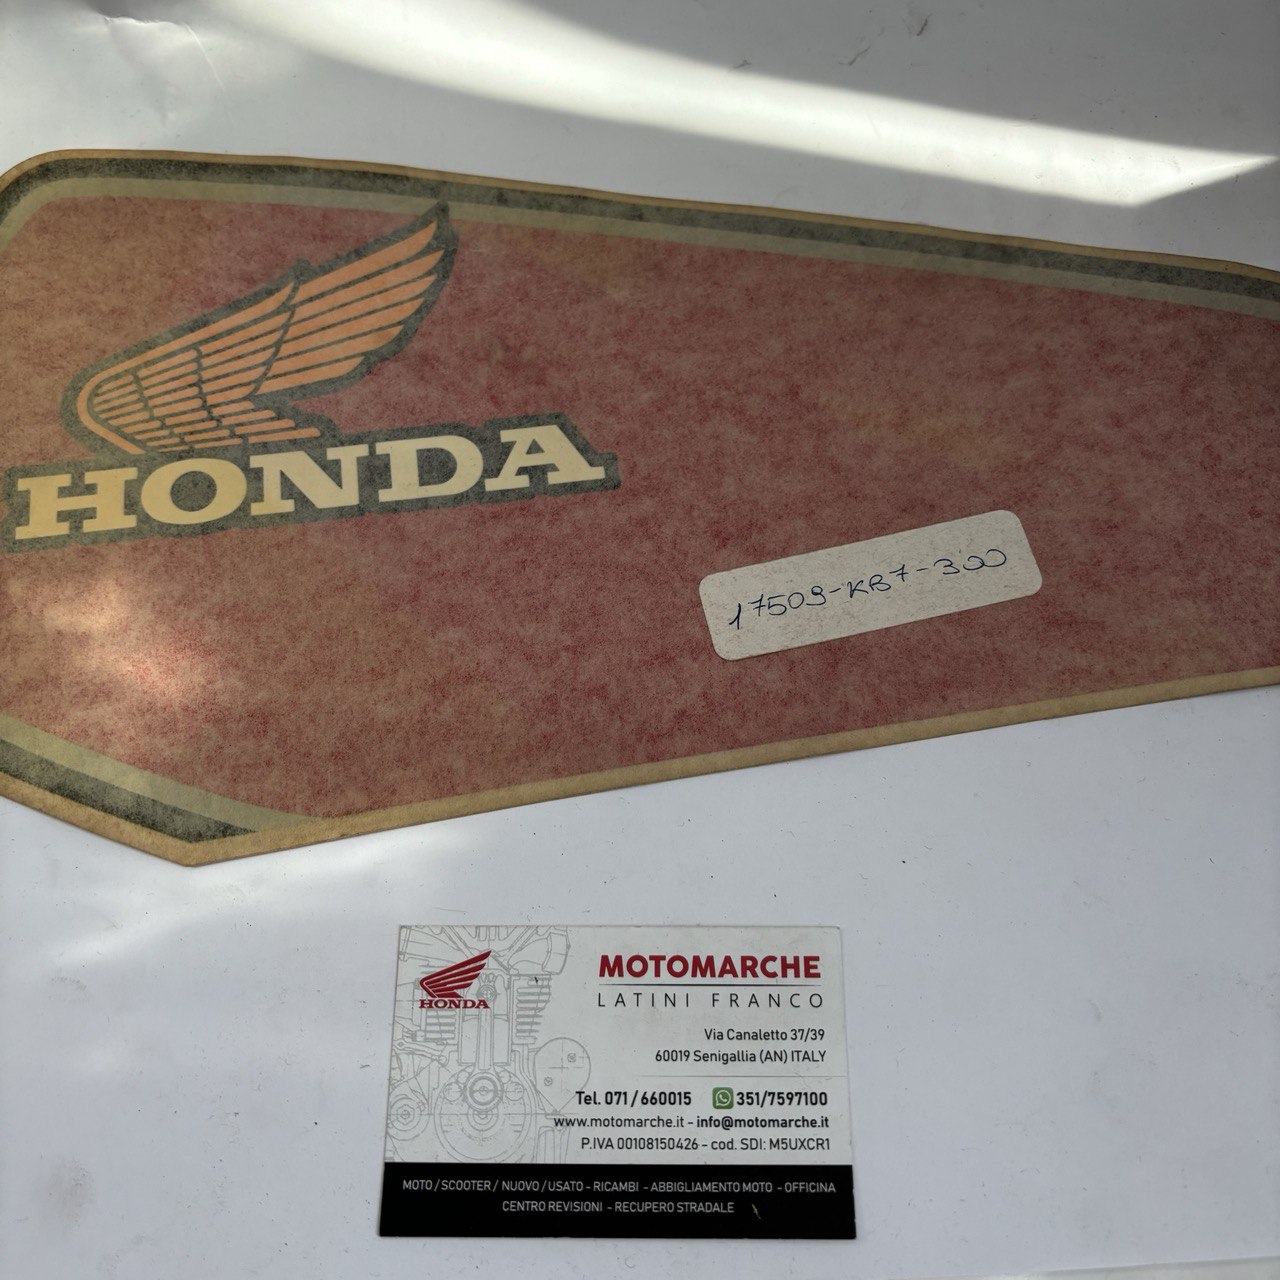 HONDA
17509-KB7-300
HONDA
MOTOMARCHE
LATINI FRANCO
Via Canaletto 37/39
60019 Senigallia (AN) ITALY
Tel. 071/660015 351/7597100
www.motomarche.it - info@motomarche.it
P.IVA 00108150426 - cod. SDI: M5UXCR1
MOTO / SCOOTER / NUOVO / USATO - RICAMBI - ABBIGLIAMENTO MOTO - OFFICINA
CENTRO REVISIONI - RECUPERO STRADALE